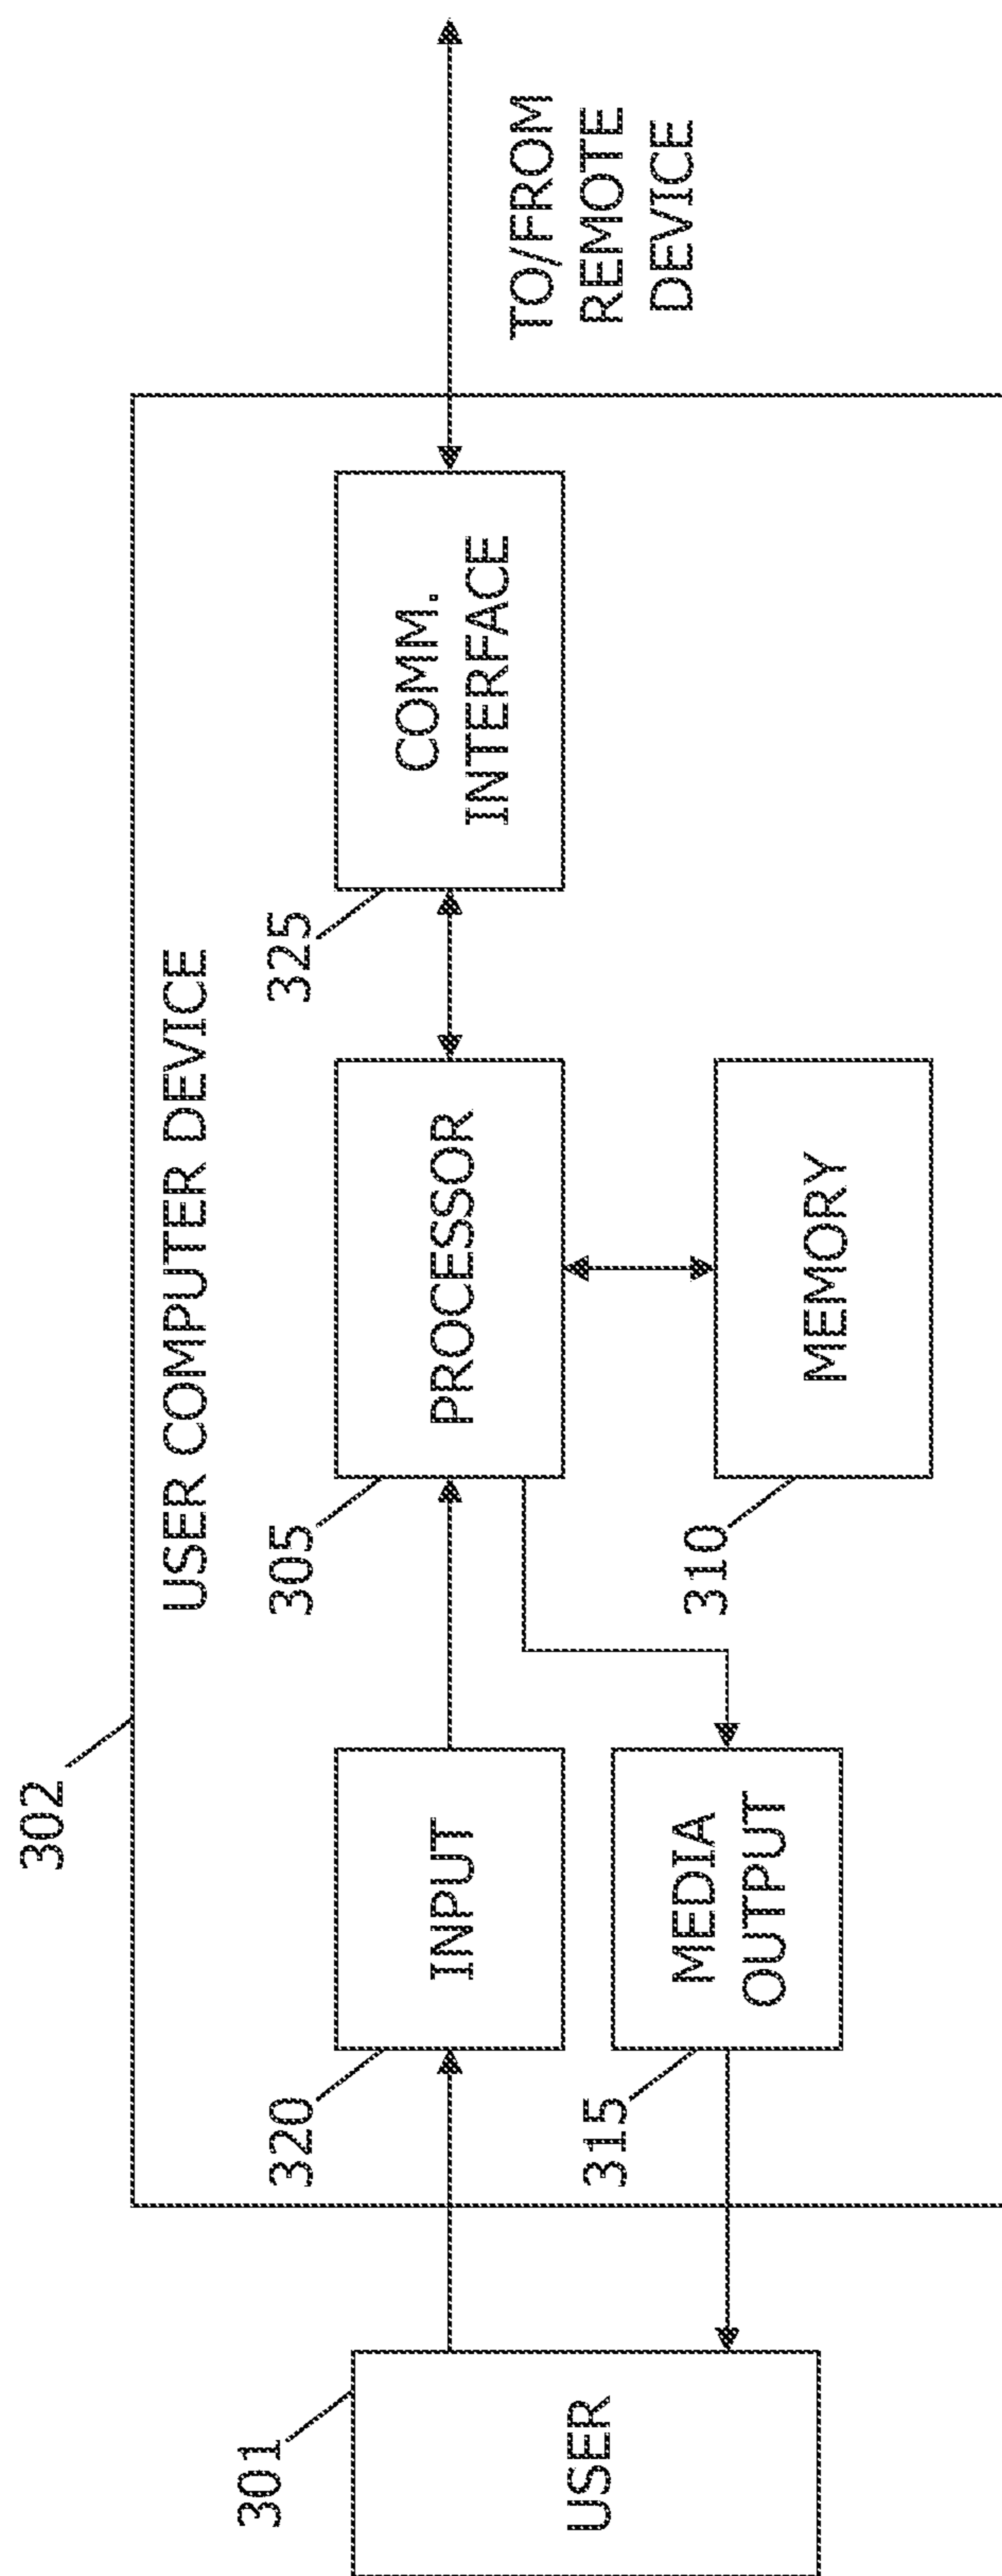 302
USER COMPUTER DEVICE
301
USER
320
INPUT
315
MEDIA
OUTPUT
305
PROCESSOR
310
MEMORY
325
COMM.
INTERFACE
TO/FROM
REMOTE
DEVICE